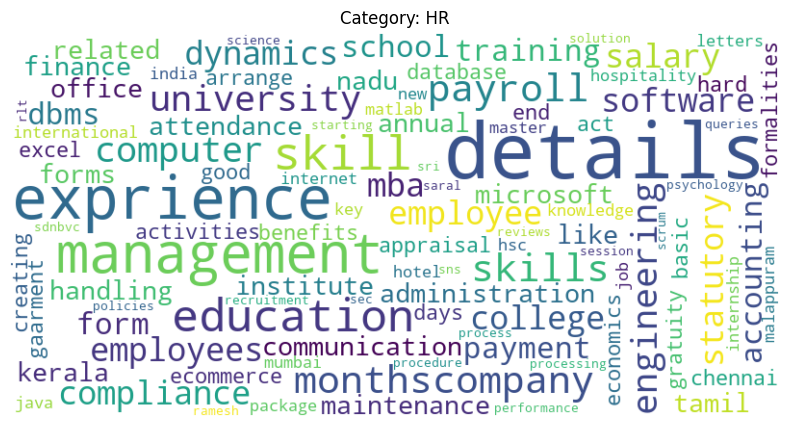 Category: HR
science
solution
letters
related
dynamics
school
training
salary
finance
india
arrange
nadu
database
hospitality
hard
formalities
office
university
payroll
software
rlt
dbms
matlab
new
end
master
act
queries
international
attendance
starting
annual
excel
computer
skill
details
forms
good
internet
sri
mba
saral
microsoft
psychology
exprience
key
employee
knowledge
engineering
scrum
basic
statutory
accounting
sdnbvc
activities
benefits
appraisal
reviews
hsc
like
session
job
internship
malappuram
creating
gaarment
management
hotel
sns
skills
handling
institute
administration
gratuity
policies
recruitment
sec
days
college
economics
form
education
process
employees
communication
payment
kerala
ecommerce
mumbai
procedure
processing
chennai
compliance
monthscompany
java
ramesh
package
maintenance
performance
tamil